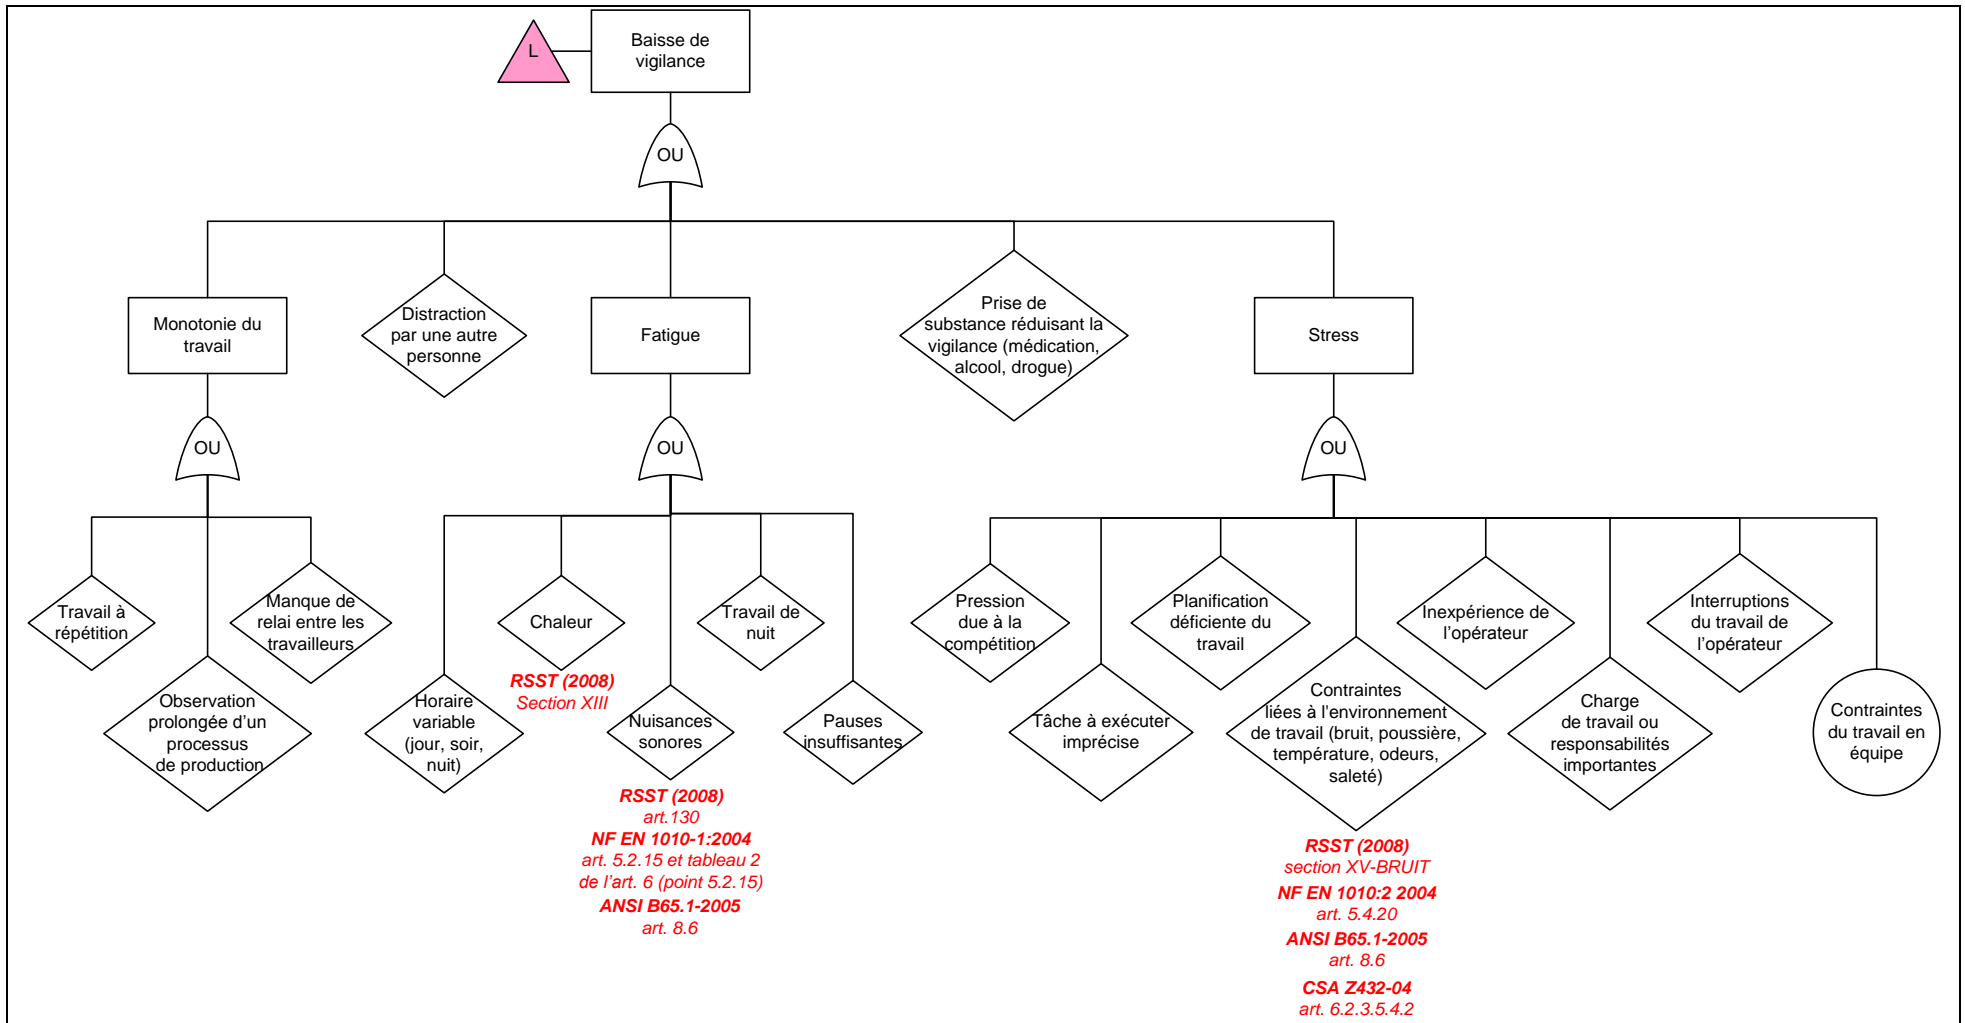 L
Baisse de
vigilance
OU
Monotonie du
travail
Distraction
par une autre
personne
Fatigue
Prise de
substance réduisant la
vigilance (médication,
alcool, drogue)
Stress
OU
OU
OU
Travail à
répétition
Observation
prolongée d'un
processus
de production
Manque de
relai entre les
travailleurs
Horaire
variable
(jour, soir,
nuit)
Chaleur
RSST (2008)
Section XIII
Nuisances
sonores
RSST (2008)
art.130
NF EN 1010-1:2004
art. 5.2.15 et tableau 2
de l'art. 6 (point 5.2.15)
ANSI B65.1-2005
art. 8.6
Travail de
nuit
Pauses
insuffisantes
Pression
due à la
compétition
Tâche à exécuter
imprécise
Planification
déficiente du
travail
Contraintes
liées à l'environnement
de travail (bruit, poussière,
température, odeurs,
saleté)
RSST (2008)
section XV-BRUIT
NF EN 1010:2 2004
art. 5.4.20
ANSI B65.1-2005
art. 8.6
CSA Z432-04
art. 6.2.3.5.4.2
Inexpérience de
l'opérateur
Charge
de travail ou
responsabilités
importantes
Interruptions
du travail de
l'opérateur
Contraintes
du travail en
équipe